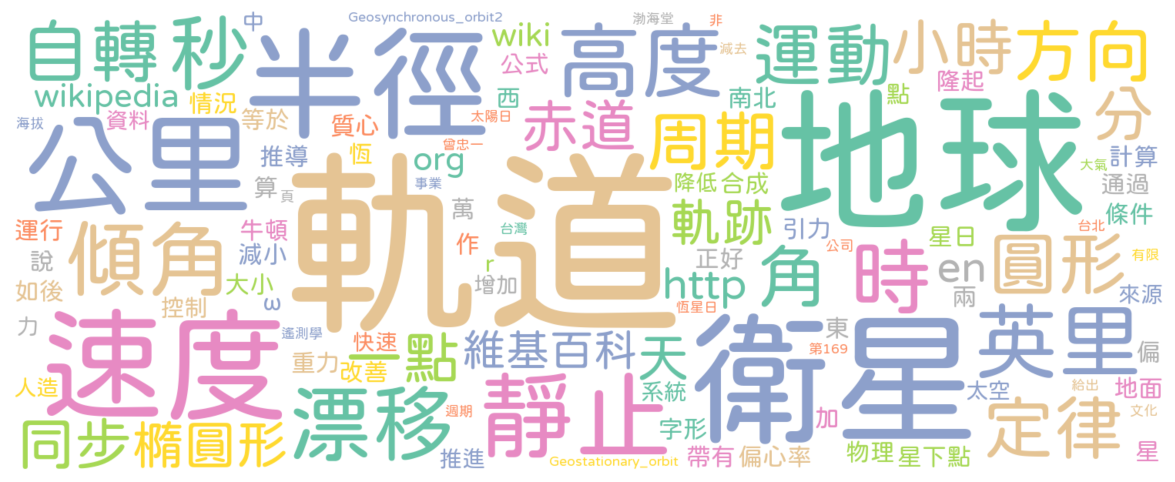 自轉 秒 中 Geosynchronous_orbit2 wiki 渤海堂 非
半徑 公式 高度 減去 運動 小時 方向
wikipedia 情況 西 南北 點 隆起
海拔 資料 等於 質心 太陽日 赤道 周期 地球 分
公里 推導 恆 曾忠一 org 降低 合成 大氣 計算
算 頁 事業 軌道 萬 通過
運行 傾角 牛頓 台灣 軌跡 引力 台北 條件
說 減小 作 正好 公司 星日 有限
如後 大小 ω r 增加 http 角 時 en 圓形 來源
控制 恆星日 兩
力 速度 遙測學 快速 一點 維基百科 天 衛星 東 英里 偏
重力 改善 第169
人造 漂移 週期 靜止 系統 加 太空 給出 地面
同步 橢圓形 字形 定律 文化
推進 Geostationary_orbit 帶有 偏心率 物理 星下點 星